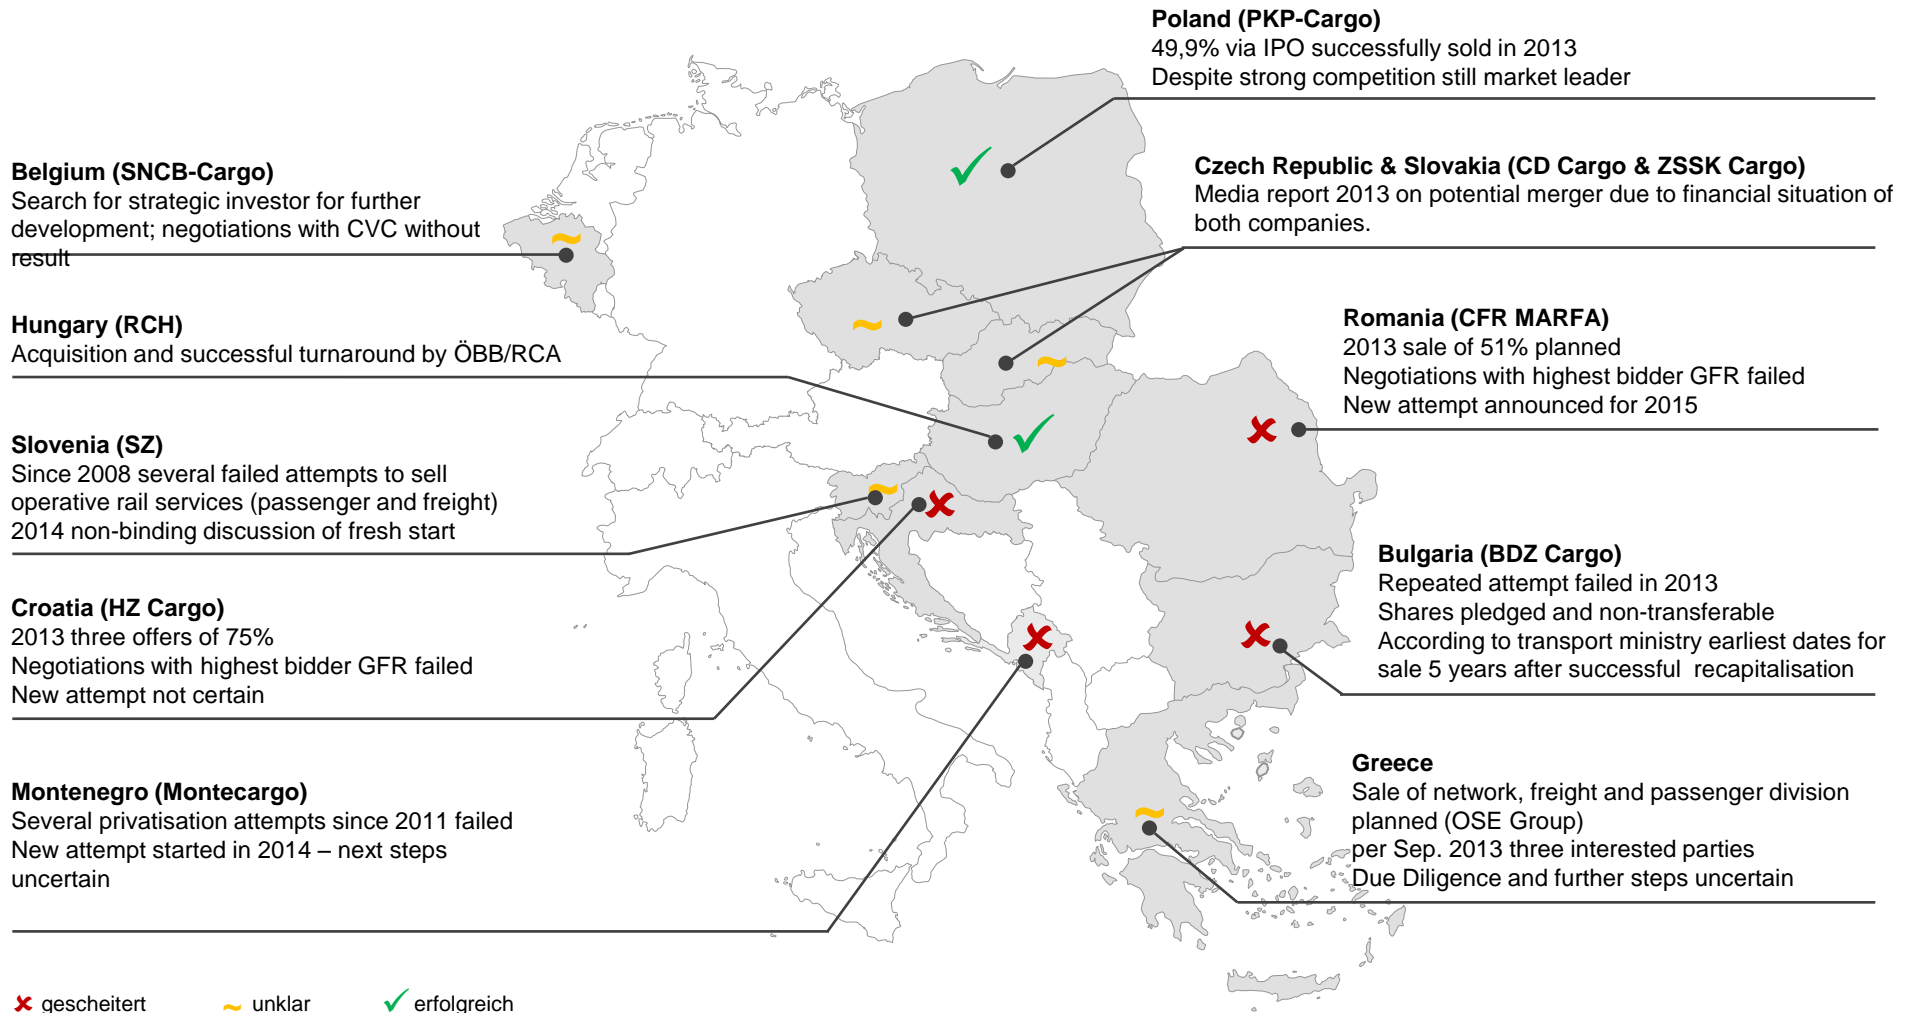 Poland (PKP-Cargo)
49,9% via IPO successfully sold in 2013
Despite strong competition still market leader
Belgium (SNCB-Cargo)
Search for strategic investor for further
development; negotiations with CVC without
result
Czech Republic & Slovakia (CD Cargo & ZSSK Cargo)
Media report 2013 on potential merger due to financial situation of
both companies.
Hungary (RCH)
Acquisition and successful turnaround by ÖBB/RCA
Romania (CFR MARFA)
2013 sale of 51% planned
Negotiations with highest bidder GFR failed
New attempt announced for 2015
Slovenia (SZ)
Since 2008 several failed attempts to sell
operative rail services (passenger and freight)
2014 non-binding discussion of fresh start
Bulgaria (BDZ Cargo)
Repeated attempt failed in 2013
Shares pledged and non-transferable
According to transport ministry earliest dates for
sale 5 years after successful  recapitalisation
Croatia (HZ Cargo)
2013 three offers of 75%
Negotiations with highest bidder GFR failed
New attempt not certain
Greece
Sale of network, freight and passenger division
planned (OSE Group)
per Sep. 2013 three interested parties
Due Diligence and further steps uncertain
Montenegro (Montecargo)
Several privatisation attempts since 2011 failed
New attempt started in 2014 – next steps
uncertain
✘ gescheitert ~ unklar ✓ erfolgreich